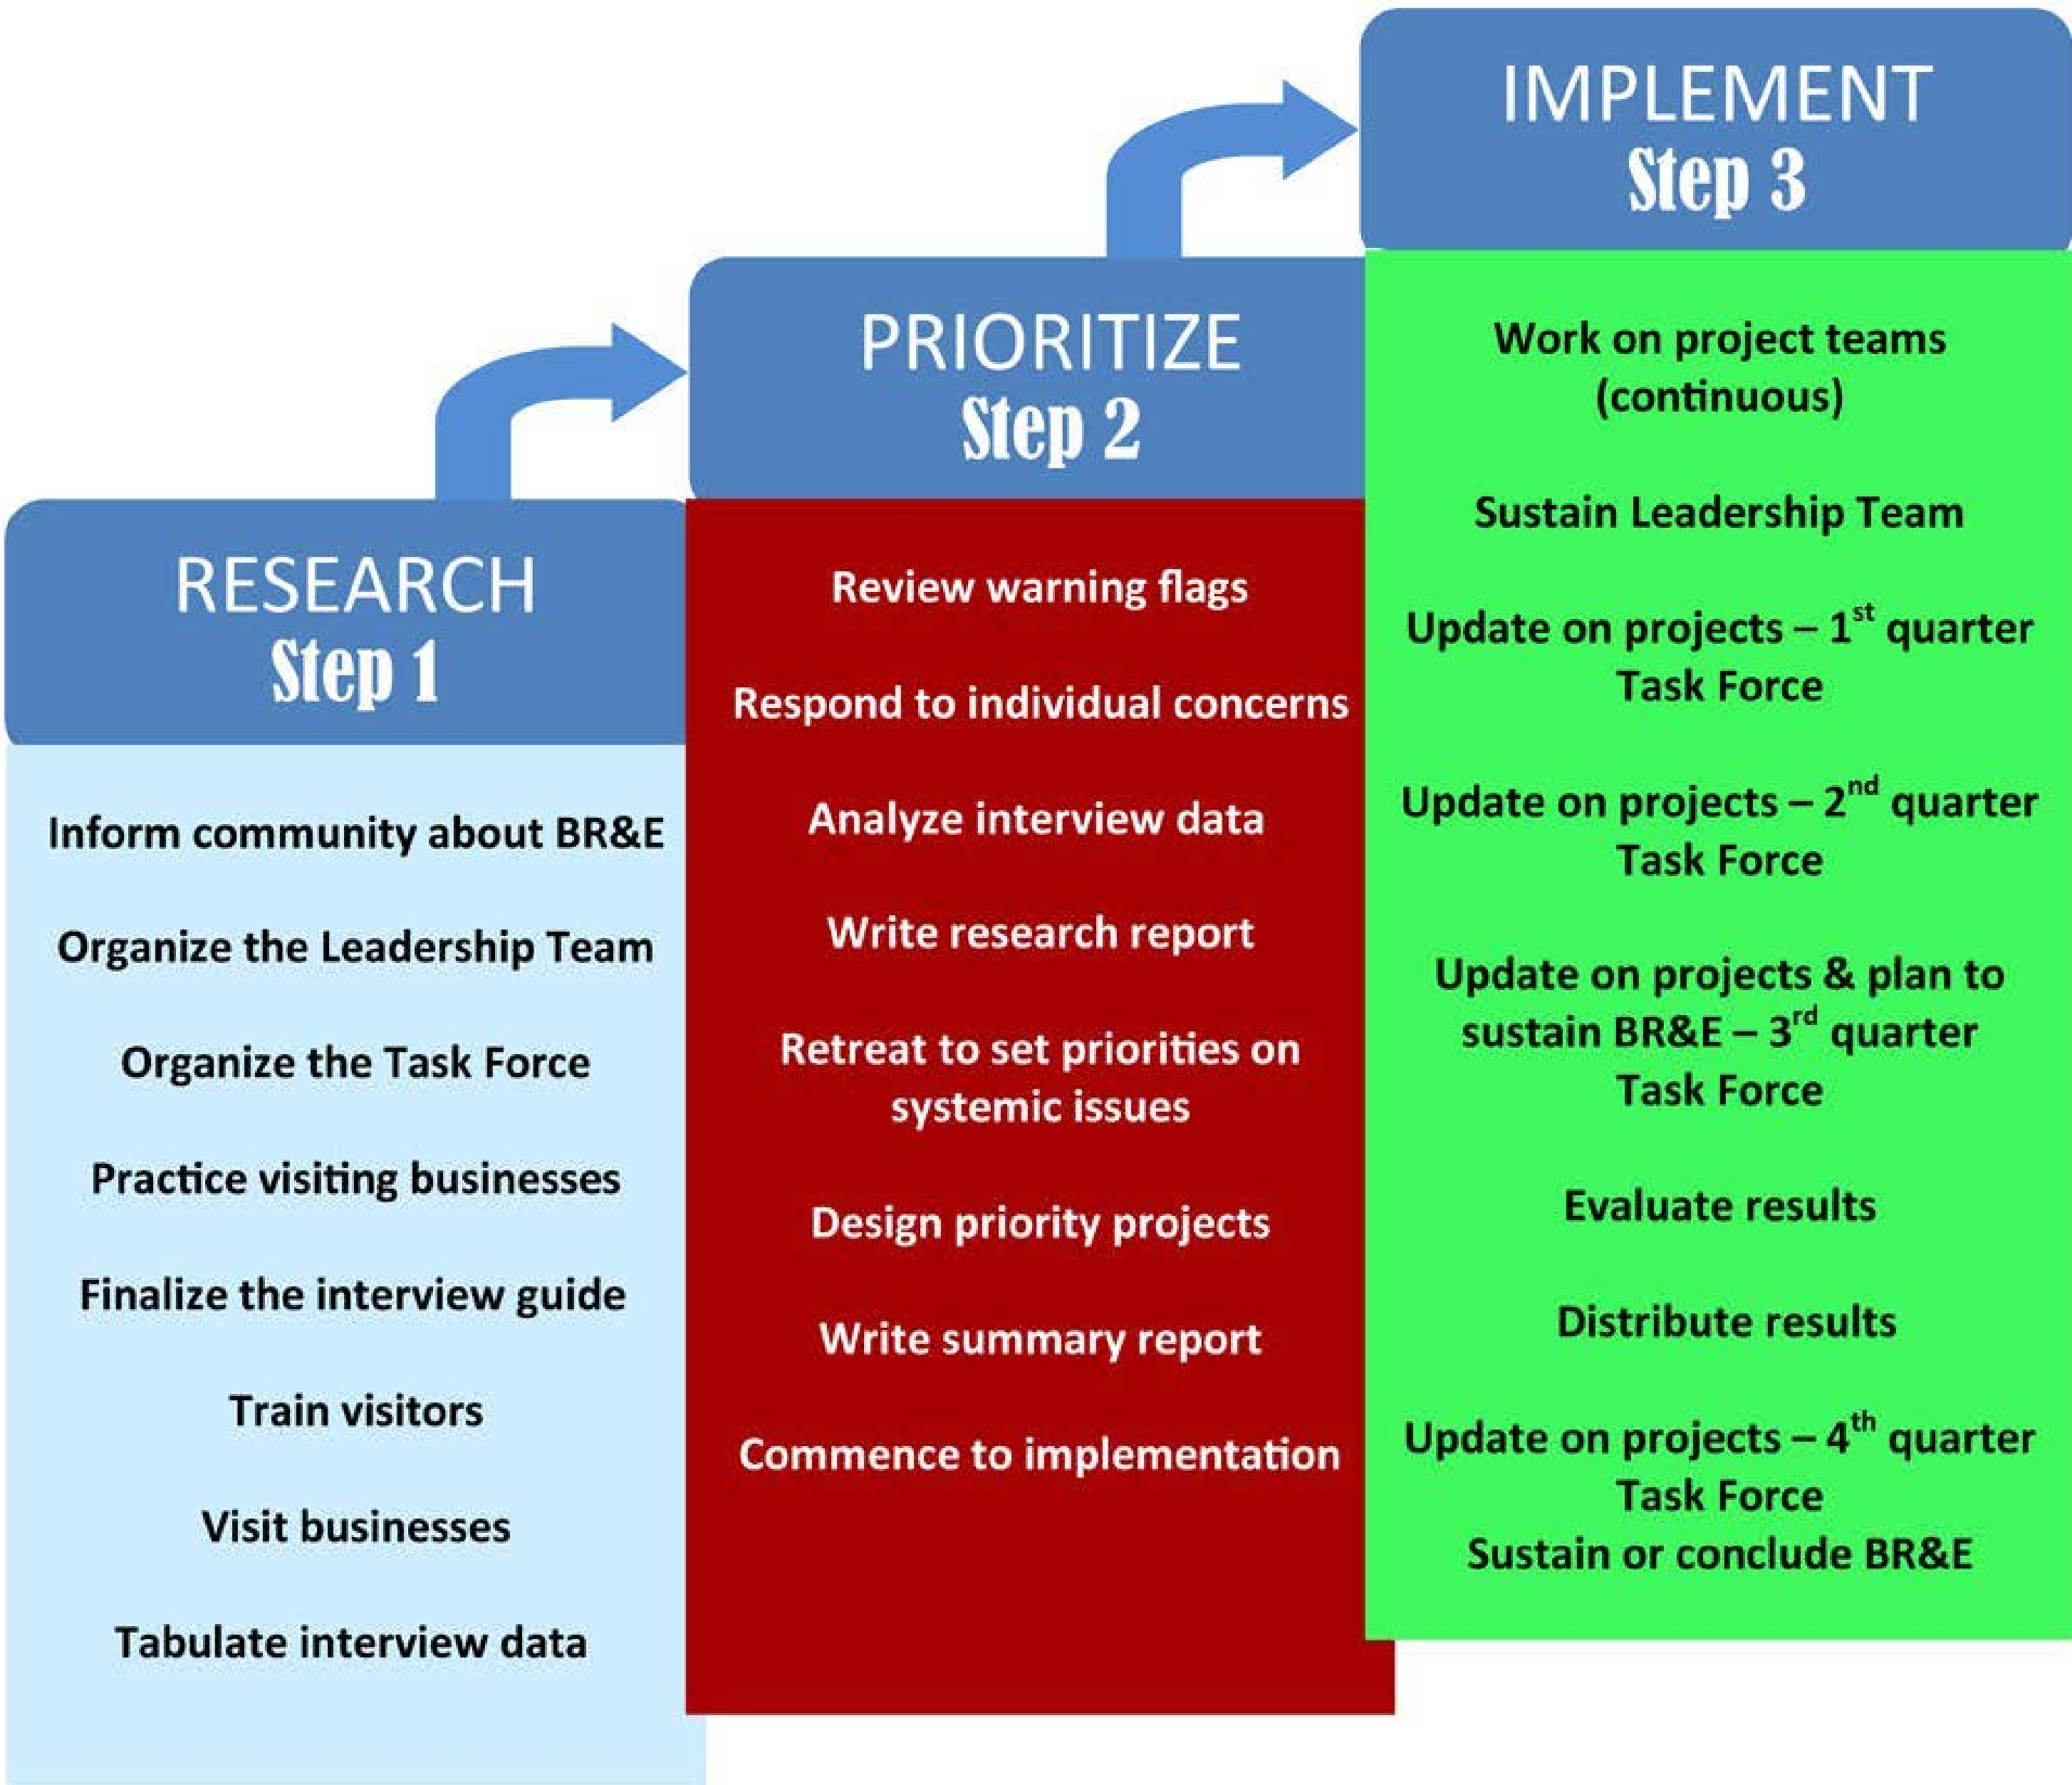 RESEARCH
Step 1
Inform community about BR&E
Organize the Leadership Team
Organize the Task Force
Practice visiting businesses
Finalize the interview guide
Train visitors
Visit businesses
Tabulate interview data
PRIORITIZE
Step 2
Review warning flags
Respond to individual concerns
Analyze interview data
Write research report
Retreat to set priorities on
systemic issues
Design priority projects
Write summary report
Commence to implementation
IMPLEMENT
Step 3
Work on project teams
(continuous)
Sustain Leadership Team
Update on projects – 1st quarter
Task Force
Update on projects – 2nd quarter
Task Force
Update on projects & plan to
sustain BR&E – 3rd quarter
Task Force
Evaluate results
Distribute results
Update on projects – 4th quarter
Task Force
Sustain or conclude BR&E